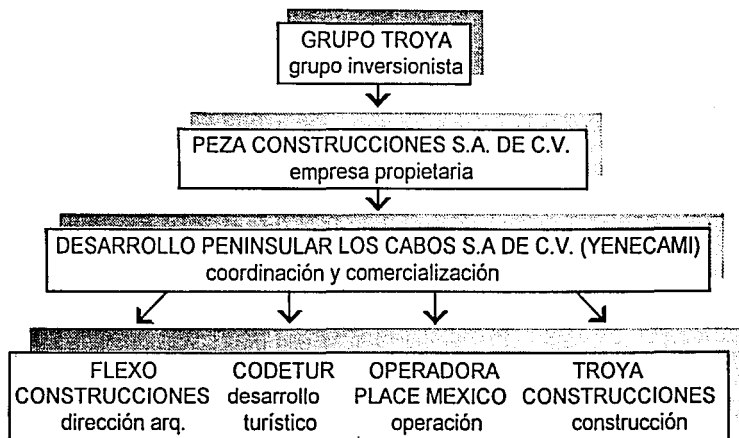 GRUPO TROYA
grupo inversionista
PEZA CONSTRUCCIONES S.A. DE C.V.
empresa propietaria
DESARROLLO PENINSULAR LOS CABOS S.A DE C.V. (YENECAMI)
coordinación y comercialización
FLEXO
CONSTRUCCIONES
dirección arq.
CODETUR
desarrollo
turístico
OPERADORA
PLACE MEXICO
operación
TROYA
CONSTRUCCIONES
construcción